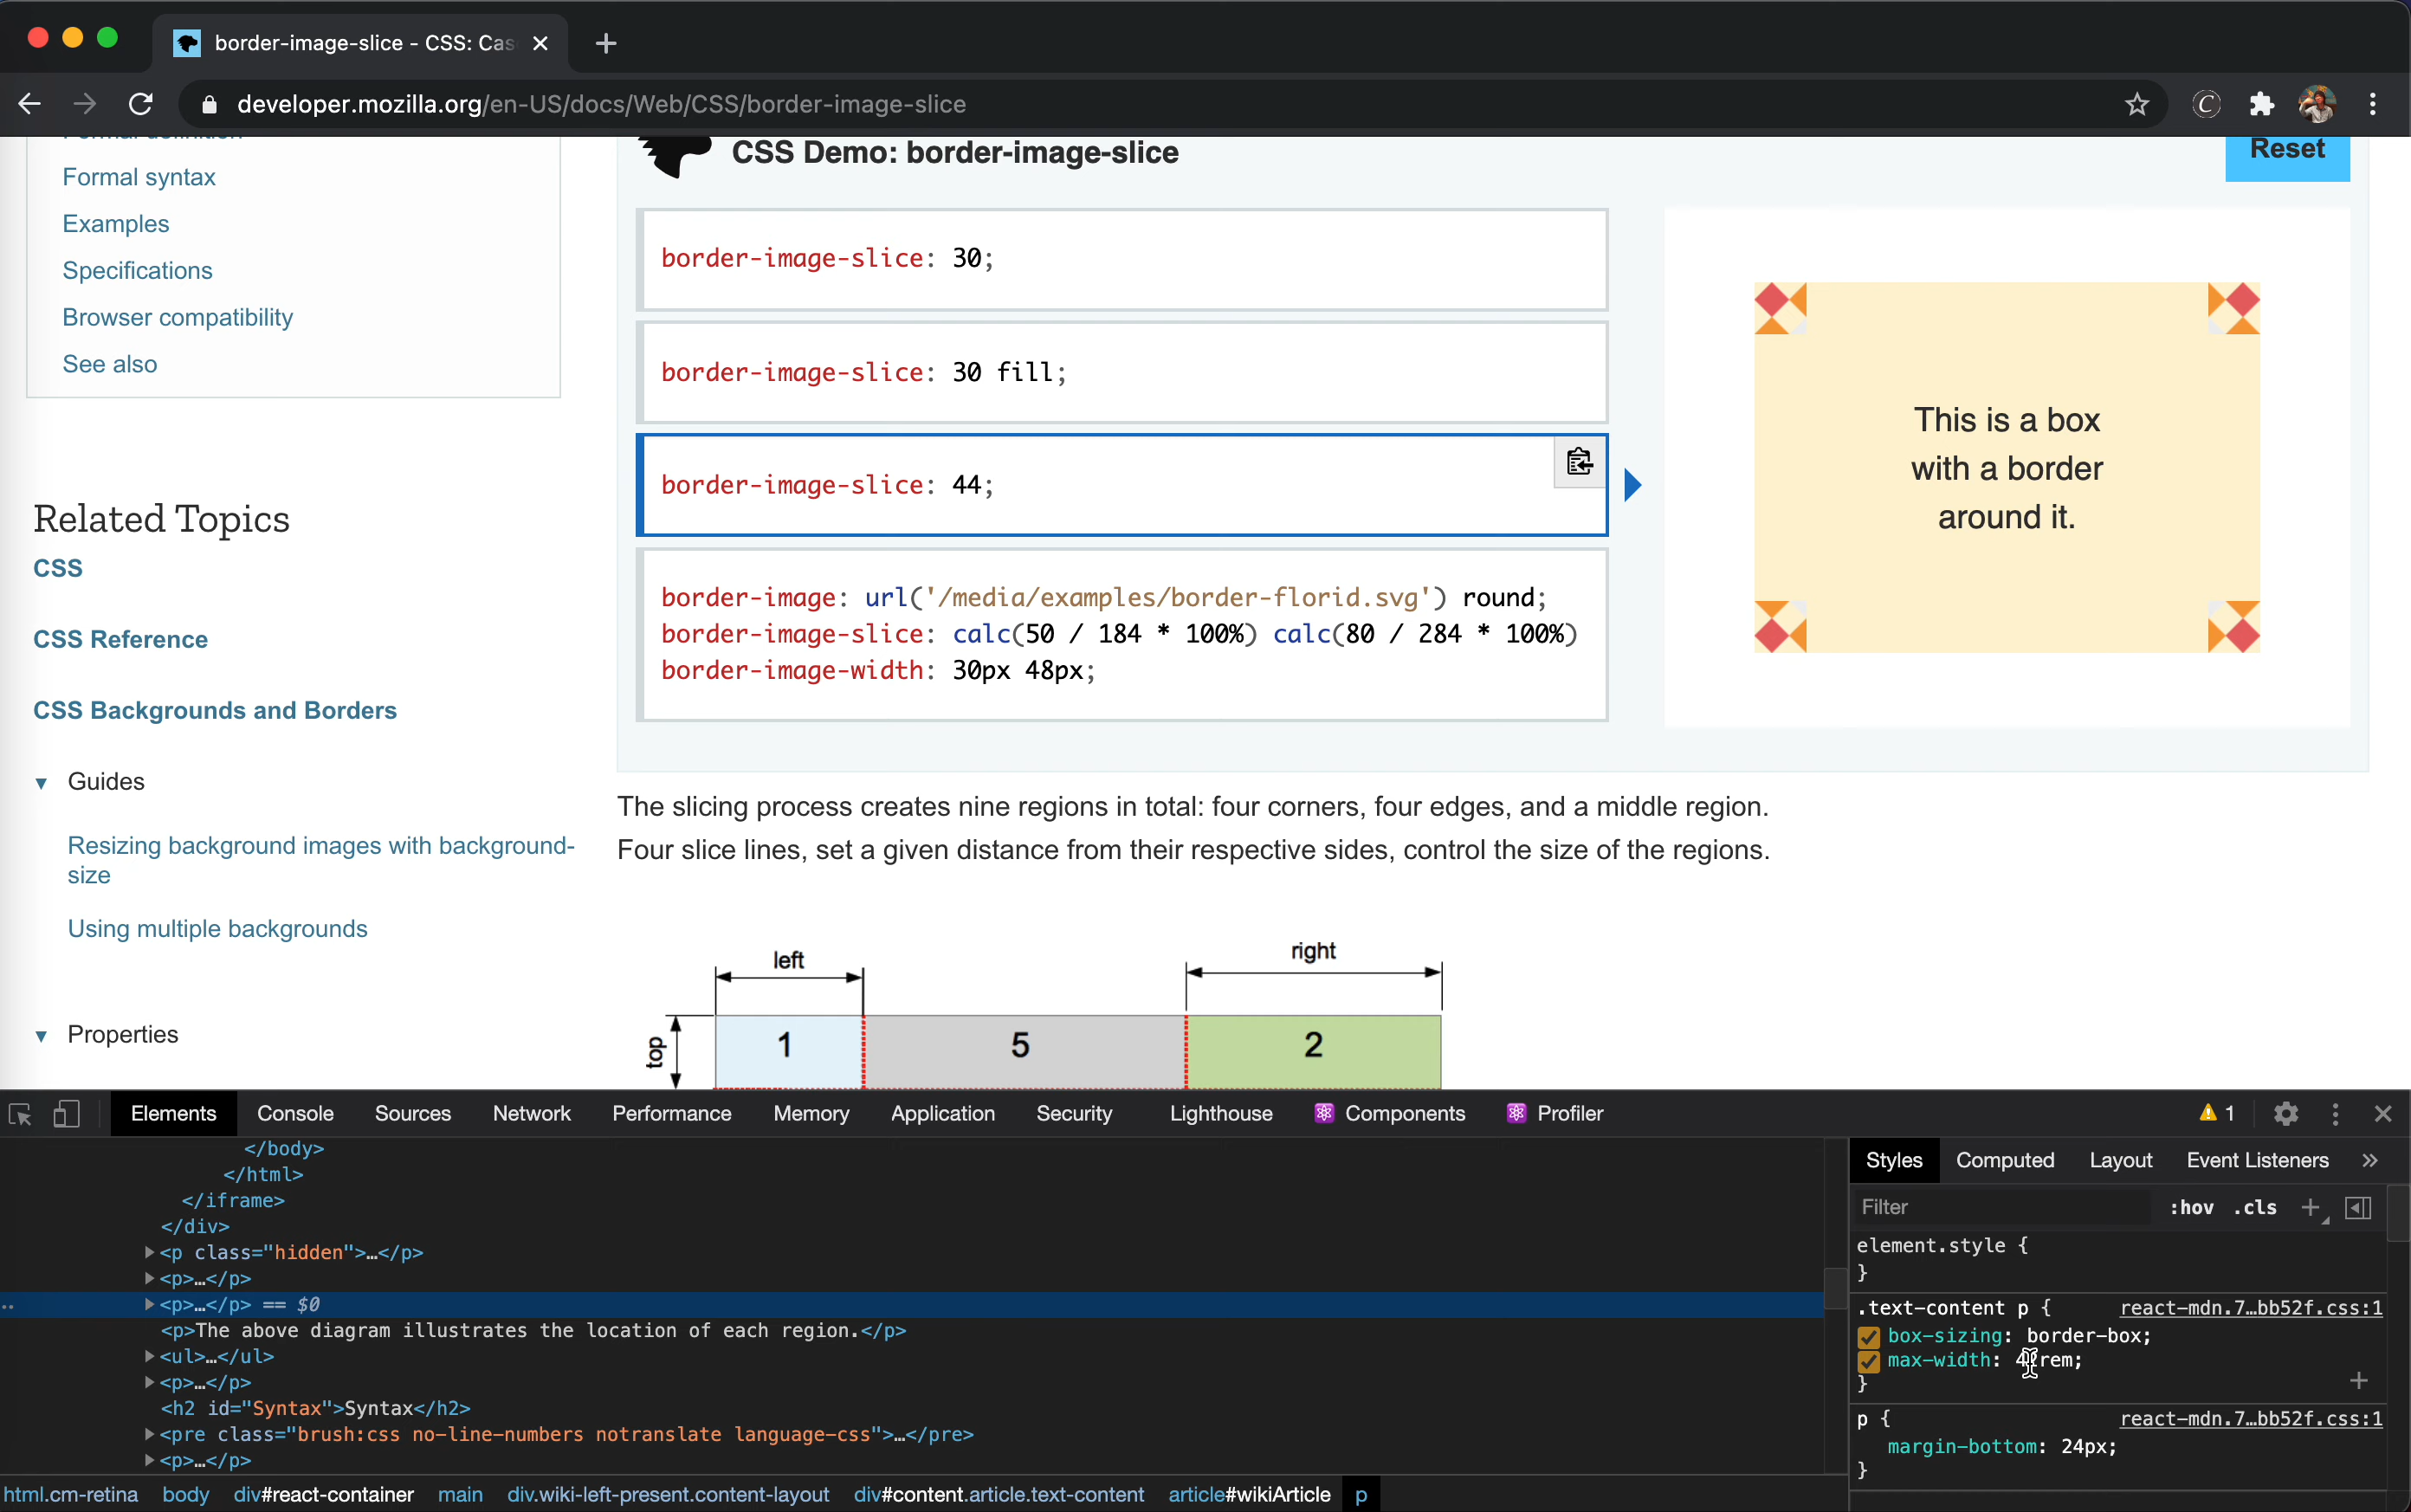 border-image-slice - CSS: Cas
developer.mozilla.org/en-US/docs/Web/CSS/border-image-slice
C
Formal definition
Formal syntax
Examples
Specifications
Browser compatibility
See also
Related Topics
CSS
CSS Reference
CSS Backgrounds and Borders
Guides
Resizing background images with background-
size
Using multiple backgrounds
Properties
CSS Demo: border-image-slice
Reset
border-image-slice: 30;
border-image-slice: 30 fill;
border-image-slice: 44;
border-image: url('/media/examples/border-florid.svg') round;
border-image-slice: calc(50 / 184 * 100%) calc(80 / 284 * 100%)
border-image-width: 30px 48px;
This is a box
with a border
around it.
The slicing process creates nine regions in total: four corners, four edges, and a middle region.
Four slice lines, set a given distance from their respective sides, control the size of the regions.
left
right
top
1
5
2
Elements Console Sources Network Performance Memory Application Security Lighthouse Components Profiler 1
</body>
</html>
</iframe>
</div>
<p class="hidden">…</p>
<p>…</p>
<p>…</p> == $0
<p>The above diagram illustrates the location of each region.</p>
<ul>…</ul>
<p>…</p>
<h2 id="Syntax">Syntax</h2>
<pre class="brush:css no-line-numbers notranslate language-css">…</pre>
<p>…</p>
html.cm-retina body div#react-container main div.wiki-left-present.content-layout div#content.article.text-content article#wikiArticle p
Styles Computed Layout Event Listeners »
Filter :hov .cls +
element.style {
}
.text-content p { react-mdn.7…bb52f.css:1
box-sizing: border-box;
max-width: rem;
}
p { react-mdn.7…bb52f.css:1
margin-bottom: 24px;
}